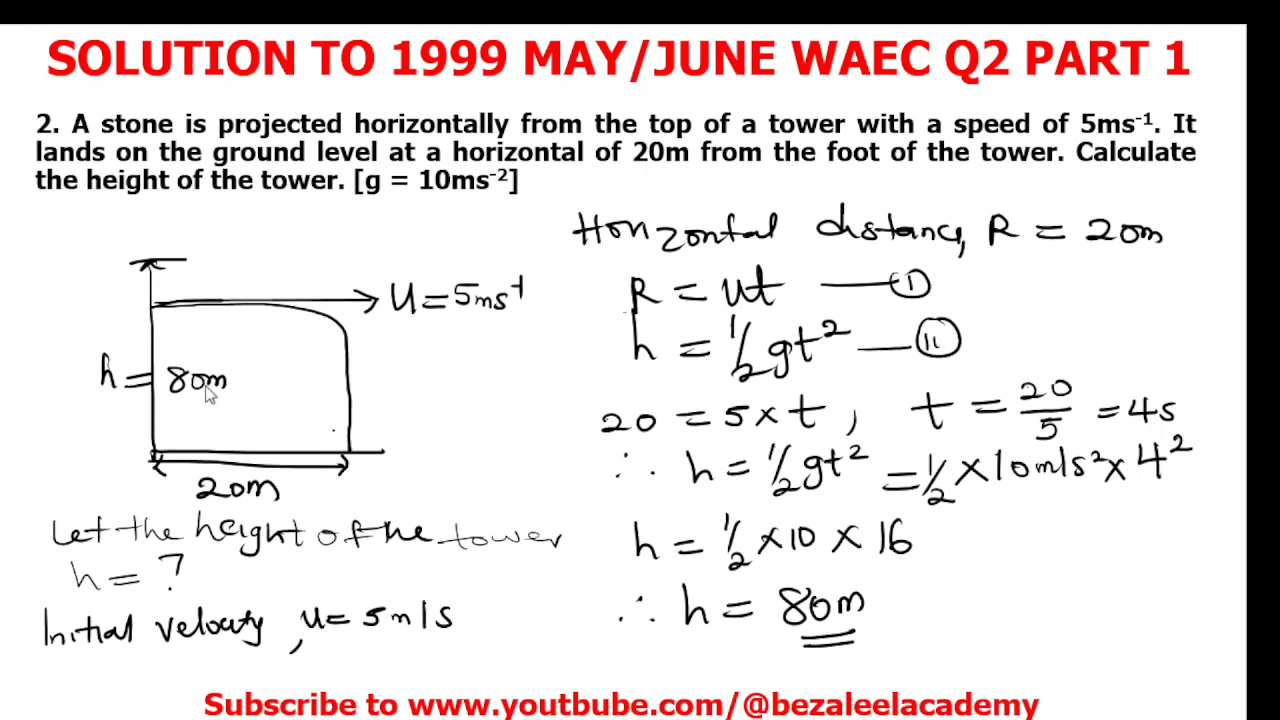 SOLUTION TO 1999 MAY/JUNE WAEC Q2 PART 1
2. A stone is projected horizontally from the top of a tower with a speed of 5ms⁻¹. It
lands on the ground level at a horizontal of 20m from the foot of the tower. Calculate
the height of the tower. [g = 10ms⁻²]
u = 5ms⁻¹
h = 80m
20m
Let the height of the tower
h = ?
Initial velocity, u = 5m/s
Horizontal distance, R = 20m
R = ut — (I)
h = 1/2 gt² — (II)
20 = 5 × t, t = 20/5 = 4s
∴ h = 1/2 gt² = 1/2 × 10m/s² × 4²
h = 1/2 × 10 × 16
∴ h = 80m
Subscribe to www.youtbube.com/@bezaleelacademy